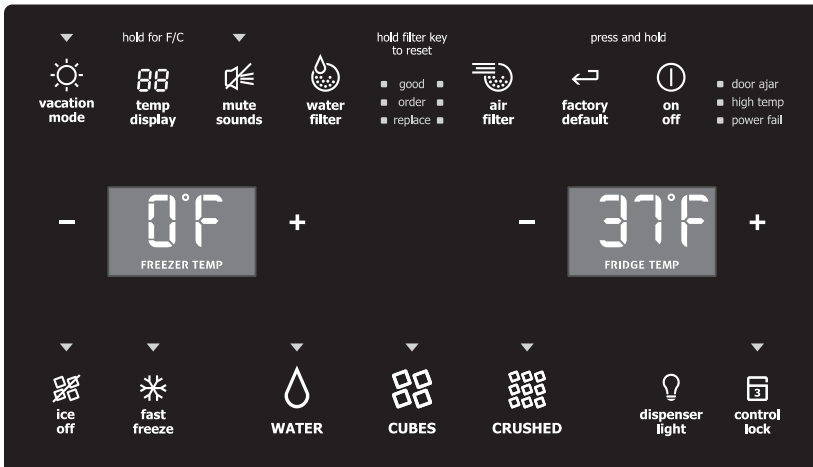 hold for F/C
hold filter key
to reset
press and hold
88
good
order
replace
door ajar
high temp
power fail
vacation
mode
temp
display
mute
sounds
water
filter
air
filter
factory
default
on
off
0°F
FREEZER TEMP
37°F
FRIDGE TEMP
3
ice
off
fast
freeze
WATER
CUBES
CRUSHED
dispenser
light
control
lock